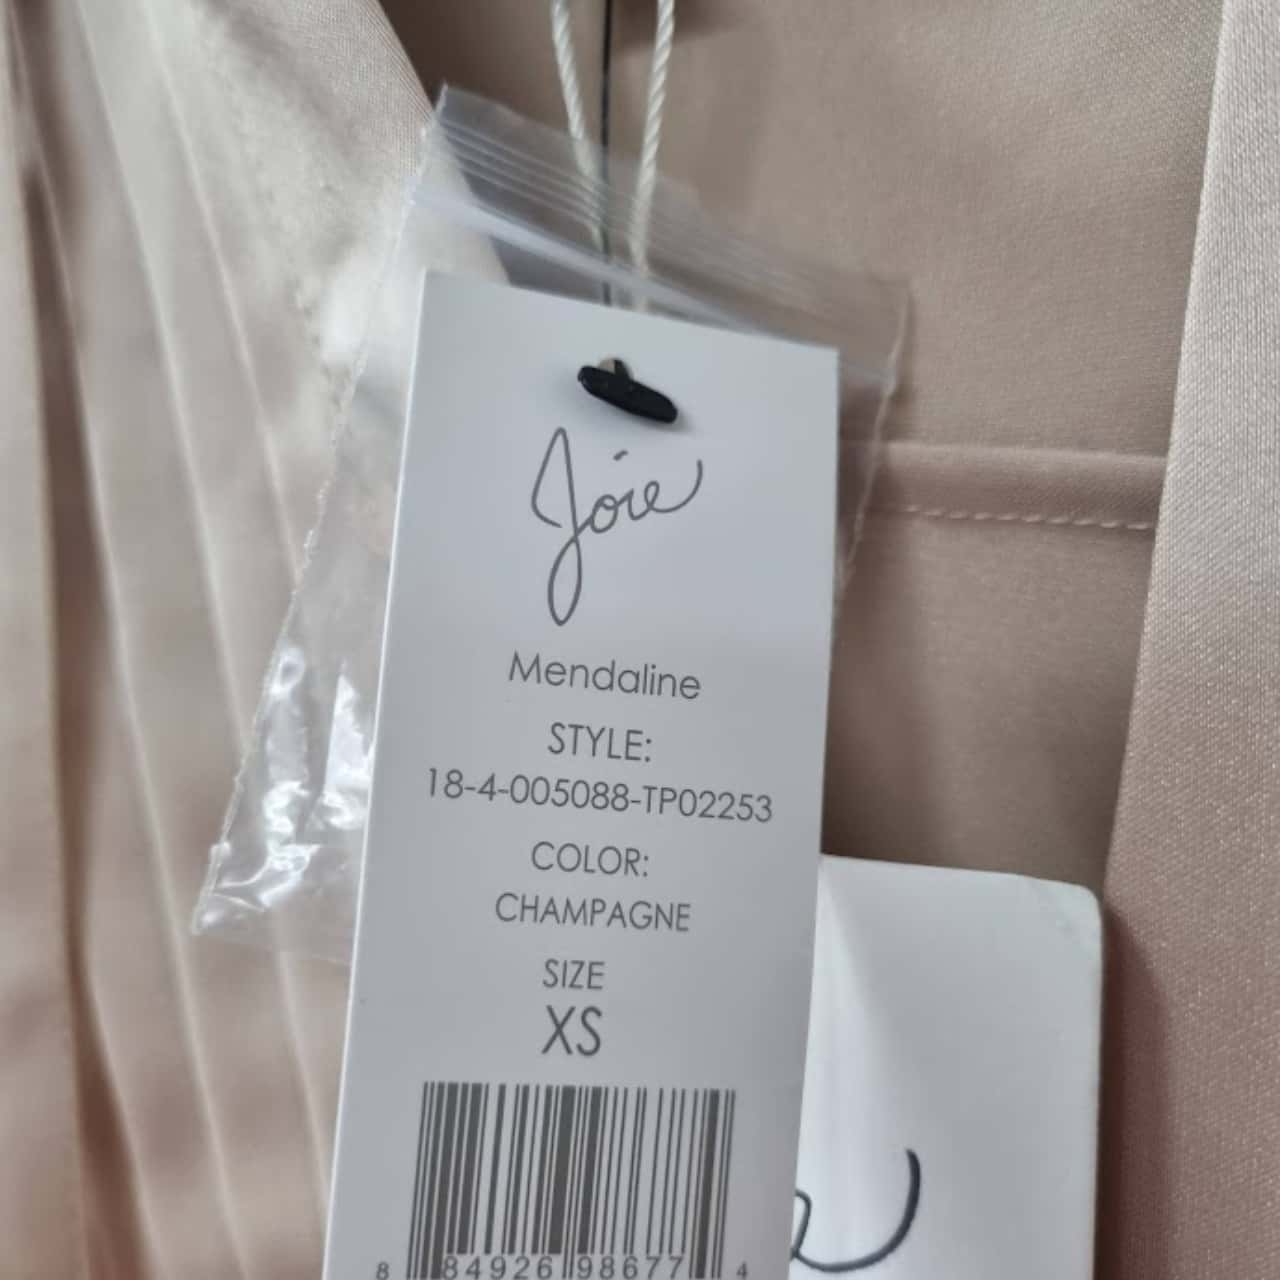 Joie
Mendaline
STYLE:
18-4-005088-TP02253
COLOR:
CHAMPAGNE
SIZE
XS
8 84926 98677 4